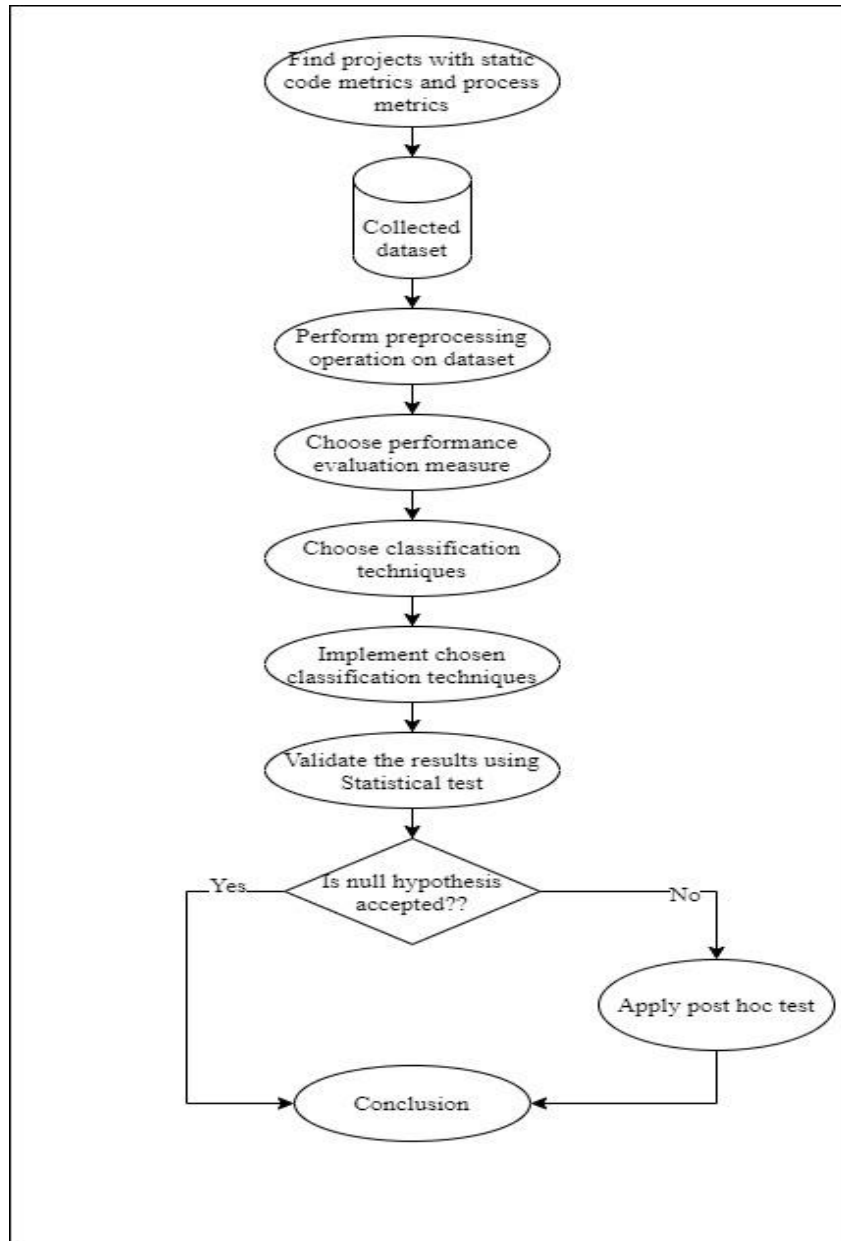 Find projects with static
code metrics and process
metrics
Collected
dataset
Perform preprocessing
operation on dataset
Choose performance
evaluation measure
Choose classification
techniques
Implement chosen
classification techniques
Validate the results using
Statistical test
Is null hypothesis
accepted??
Yes
No
Apply post hoc test
Conclusion